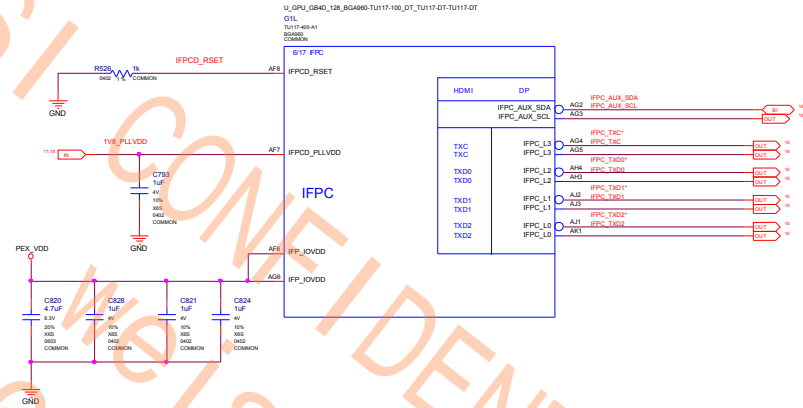 U_GPU_GB4D_128_BGA960-TU117-100_DT_TU117-DT-TU117-DT
G1L
TU117-400-A1
BGA960
COMMON
6/17 IFPC
IFPCD_RSET
R526
1k
0402
1%
COMMON
GND
AF8
IFPCD_RSET
HDMI
DP
IFPC_AUX_SDA
IFPC_AUX_SCL
AG2
AG3
IFPC_AUX_SDA
IFPC_AUX_SCL
BI
OUT
1V8_PLLVDD
11,16
IN
AF7
IFPCD_PLLVDD
C793
1uF
4V
10%
X6S
0402
COMMON
GND
TXC
TXC
IFPC_L3
IFPC_L3
AG4
AG5
IFPC_TXC*
IFPC_TXC
OUT
OUT
TXD0
TXD0
IFPC_L2
IFPC_L2
AH4
AH3
IFPC_TXD0*
IFPC_TXD0
OUT
OUT
IFPC
TXD1
TXD1
IFPC_L1
IFPC_L1
AJ2
AJ3
IFPC_TXD1*
IFPC_TXD1
OUT
OUT
TXD2
TXD2
IFPC_L0
IFPC_L0
AJ1
AK1
IFPC_TXD2*
IFPC_TXD2
OUT
OUT
PEX_VDD
AF6
IFP_IOVDD
AG6
IFP_IOVDD
C820
4.7uF
6.3V
20%
X6S
0603
COMMON
C828
1uF
4V
10%
X6S
0402
COMMON
C821
1uF
4V
10%
X6S
0402
COMMON
C824
1uF
4V
10%
X6S
0402
COMMON
GND